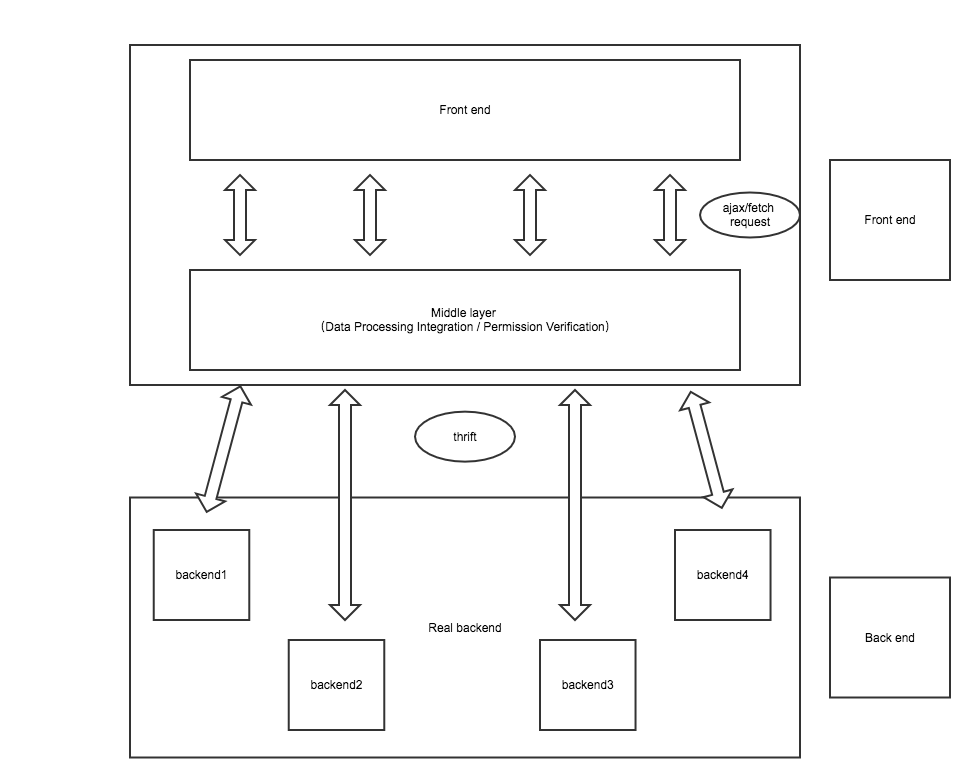 Front end
ajax/fetch
request
Front end
Middle layer
(Data Processing Integration / Permission Verification)
thrift
backend1
backend4
Real backend
Back end
backend2
backend3